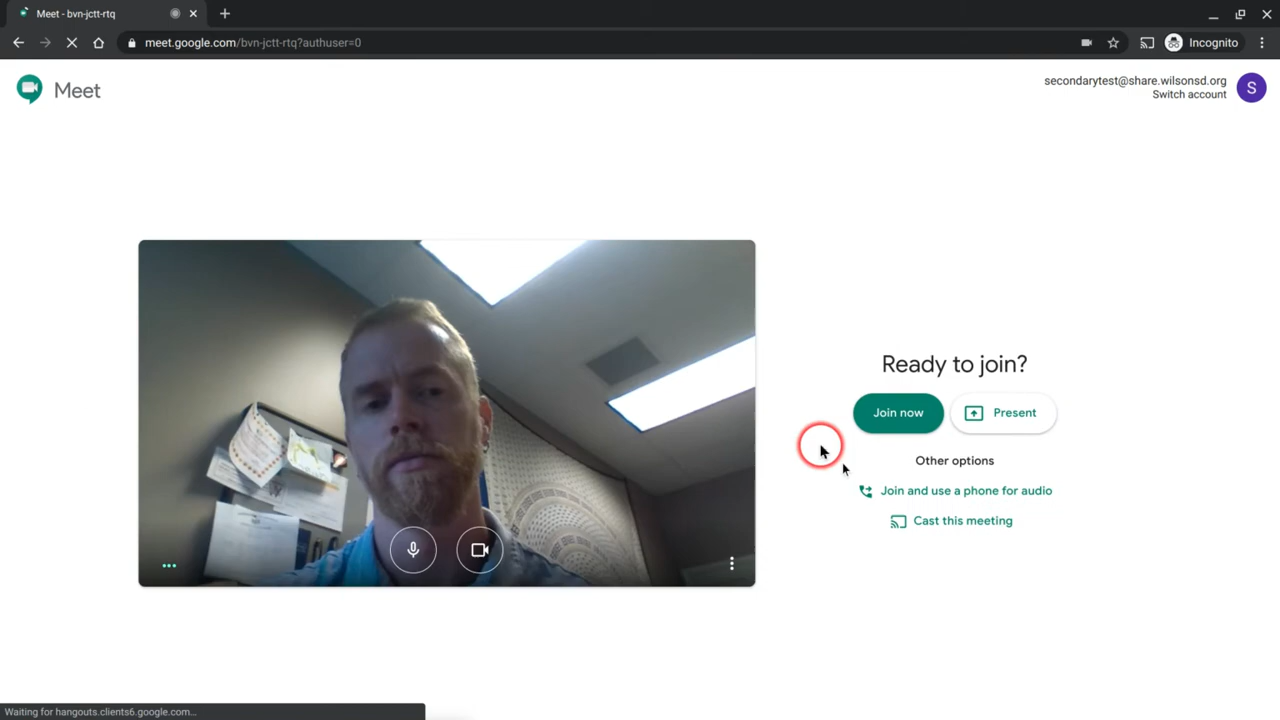 Meet - bvn-jctt-rtq
meet.google.com/bvn-jctt-rtq?authuser=0
Incognito
Meet
secondarytest@share.wilsonsd.org
Switch account
S
Ready to join?
Join now
Present
Other options
Join and use a phone for audio
Cast this meeting
Waiting for hangouts.clients6.google.com...